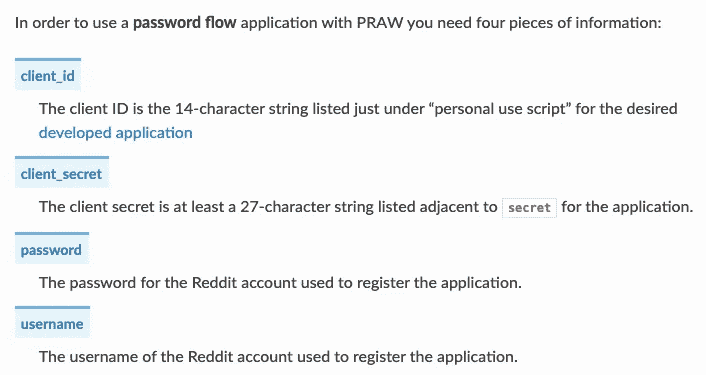 In order to use a password flow application with PRAW you need four pieces of information:
client_id
The client ID is the 14-character string listed just under “personal use script” for the desired
developed application
client_secret
The client secret is at least a 27-character string listed adjacent to secret for the application.
password
The password for the Reddit account used to register the application.
username
The username of the Reddit account used to register the application.